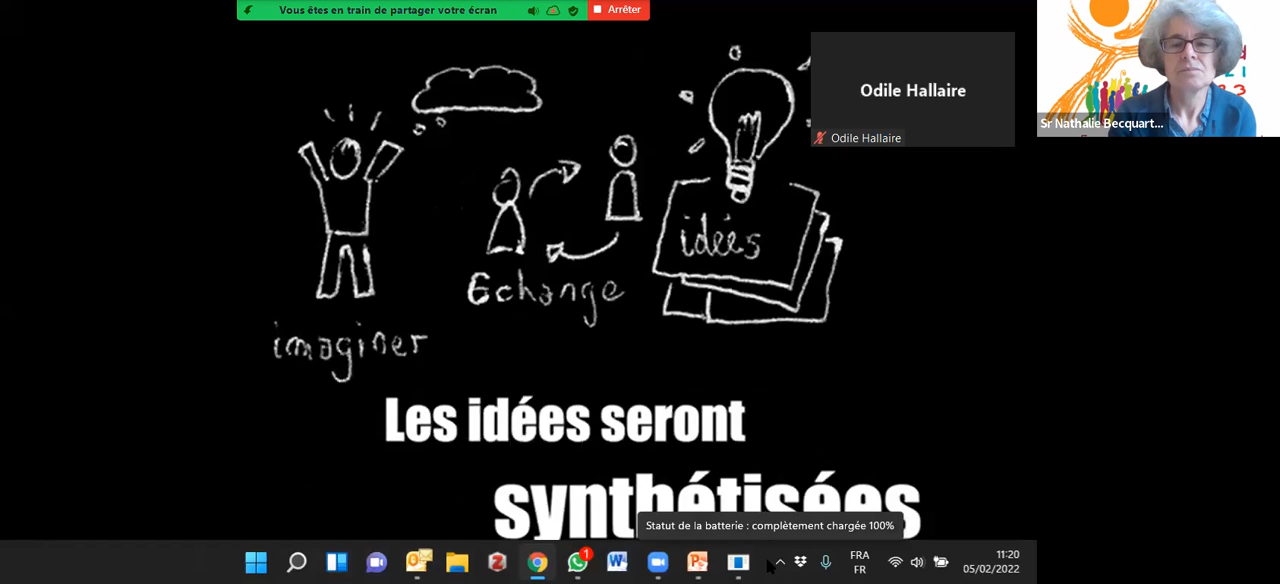 Vous êtes en train de partager votre écran
Arrêter
Odile Hallaire
Odile Hallaire
Sr Nathalie Becquart...
idées
Echange
imaginer
Les idées seront
synthétisées
Statut de la batterie : complètement chargée 100%
1
FRA
FR
11:20
05/02/2022